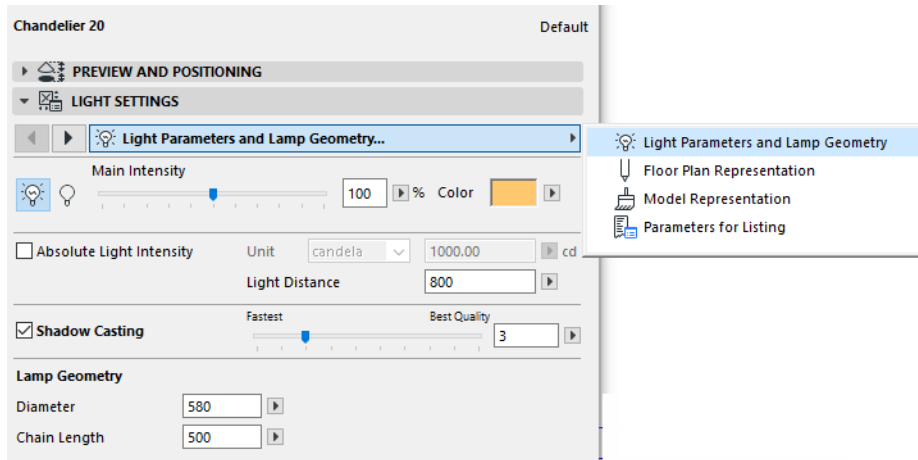 Chandelier 20 Default
PREVIEW AND POSITIONING
LIGHT SETTINGS
Light Parameters and Lamp Geometry...
Light Parameters and Lamp Geometry
Floor Plan Representation
Model Representation
Parameters for Listing
Main Intensity
100 % Color
Absolute Light Intensity Unit candela 1000.00 cd
Light Distance 800
Fastest Best Quality
Shadow Casting 3
Lamp Geometry
Diameter 580
Chain Length 500